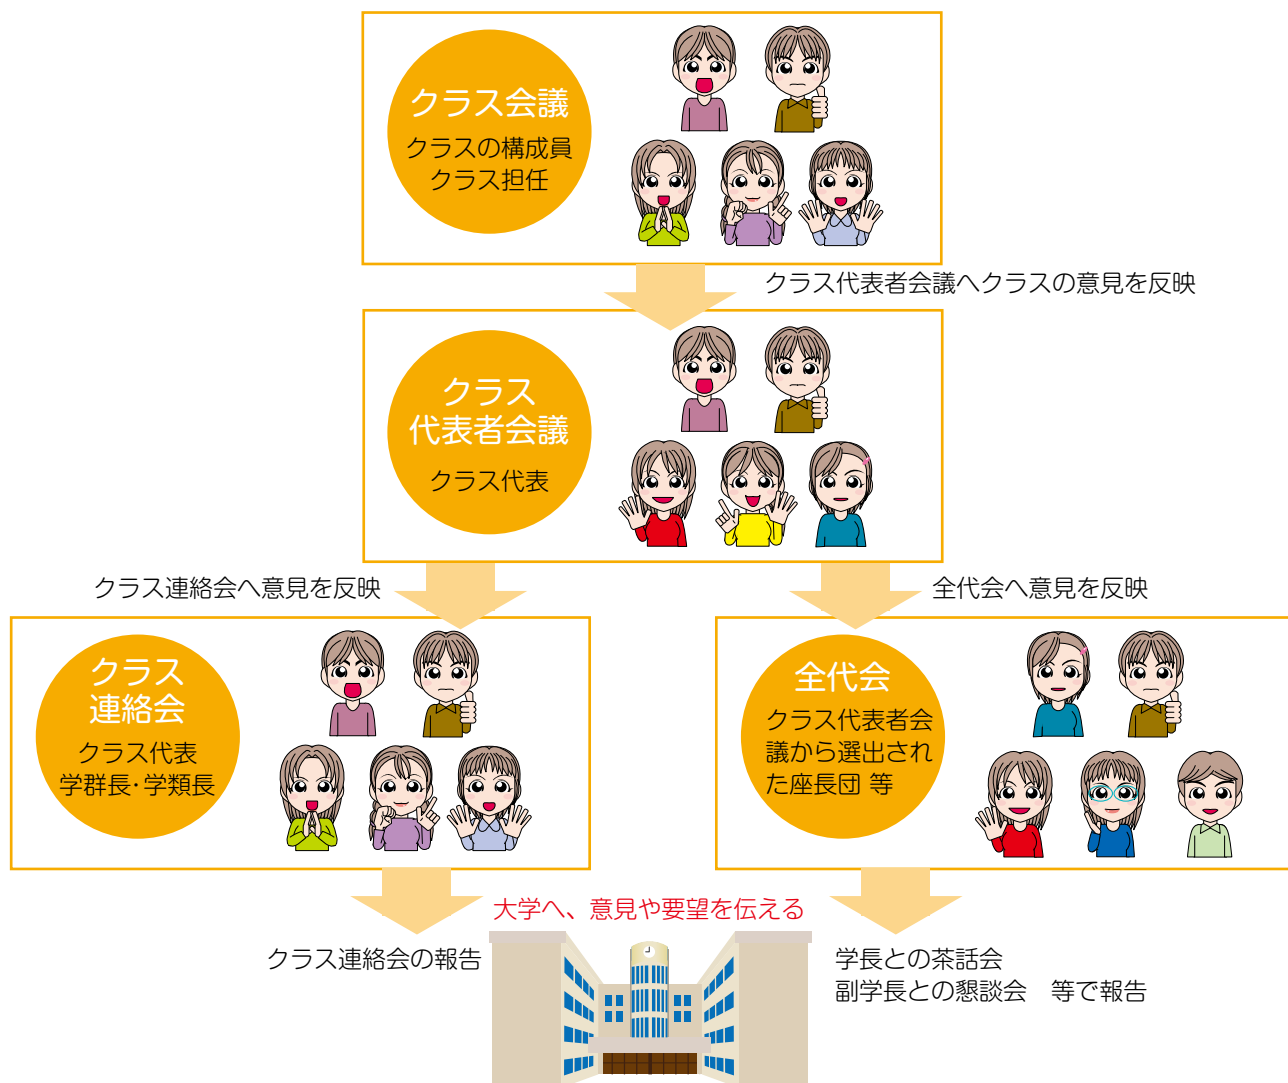 クラス会議
クラスの構成員
クラス担任
クラス代表者会議へクラスの意見を反映
クラス
代表者会議
クラス代表
クラス連絡会へ意見を反映
全代会へ意見を反映
クラス
連絡会
クラス代表
学群長・学類長
全代会
クラス代表者会
議から選出され
た座長団 等
大学へ、意見や要望を伝える
クラス連絡会の報告
学長との茶話会
副学長との懇談会　等で報告